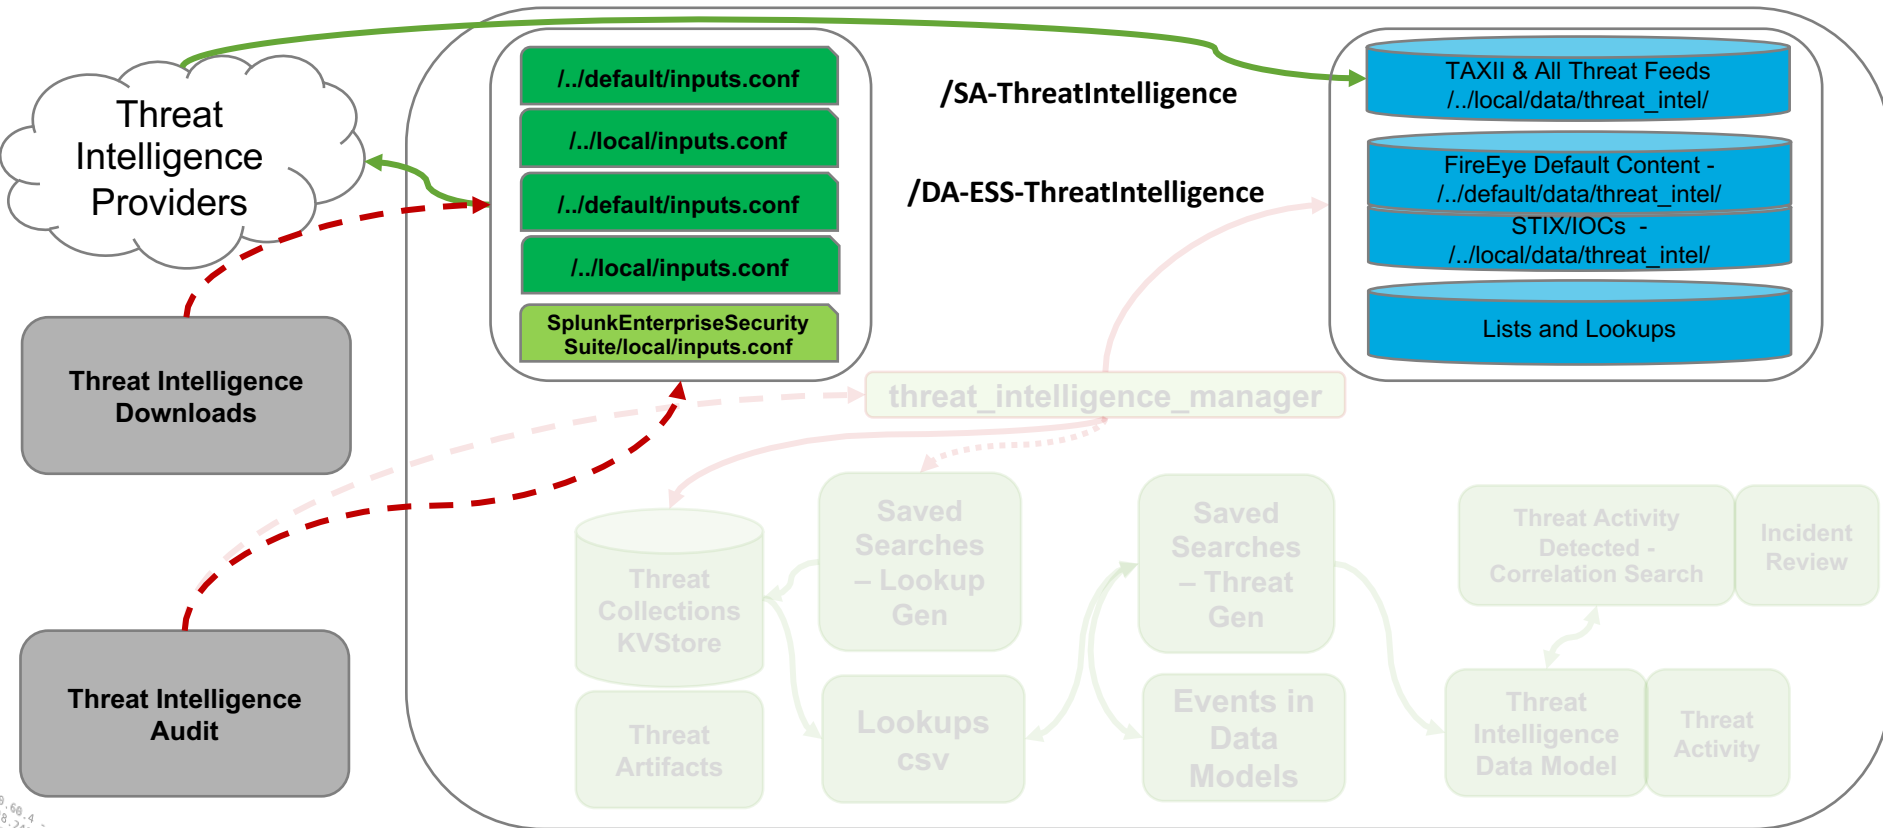 Threat
Intelligence
Providers
/../default/inputs.conf
/../local/inputs.conf
/../default/inputs.conf
/../local/inputs.conf
SplunkEnterpriseSecurity
Suite/local/inputs.conf
/SA-ThreatIntelligence
/DA-ESS-ThreatIntelligence
TAXII & All Threat Feeds
/../local/data/threat_intel/
FireEye Default Content -
/../default/data/threat_intel/
STIX/IOCs -
/../local/data/threat_intel/
Lists and Lookups
Threat Intelligence
Downloads
threat_intelligence_manager
Threat Intelligence
Audit
Threat
Collections
KVStore
Saved
Searches
– Lookup
Gen
Saved
Searches
– Threat
Gen
Threat Activity
Detected -
Correlation Search
Incident
Review
Threat
Artifacts
Lookups
csv
Events in
Data
Models
Threat
Intelligence
Data Model
Threat
Activity